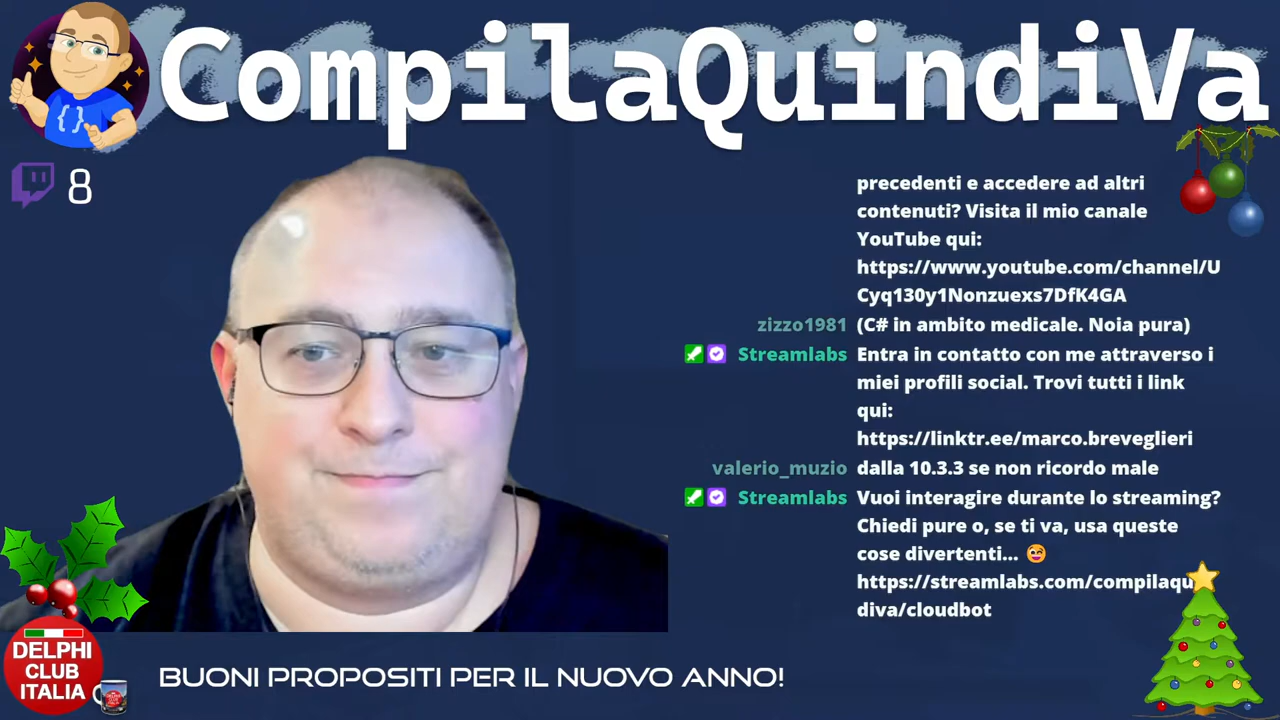 CompilaQuindiVa
{ }
8
precedenti e accedere ad altri
contenuti? Visita il mio canale
YouTube qui:
https://www.youtube.com/channel/U
Cyq130y1Nonzuexs7DfK4GA
zizzo1981 (C# in ambito medicale. Noia pura)
Streamlabs Entra in contatto con me attraverso i
miei profili social. Trovi tutti i link
qui:
https://linktr.ee/marco.breveglieri
valerio_muzio dalla 10.3.3 se non ricordo male
Streamlabs Vuoi interagire durante lo streaming?
Chiedi pure o, se ti va, usa queste
cose divertenti... 😄
https://streamlabs.com/compilaqu
diva/cloudbot
DELPHI
CLUB
ITALIA
BUONI PROPOSITI PER IL NUOVO ANNO!